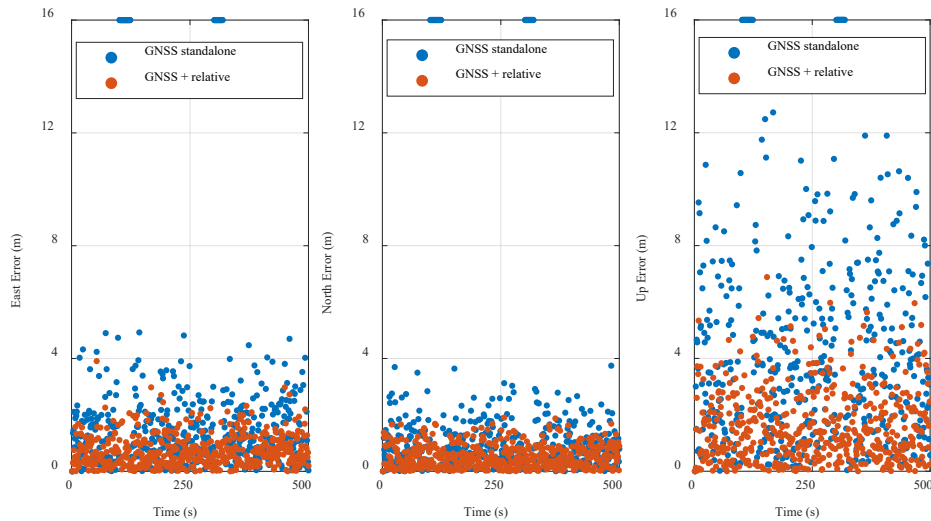 16
GNSS standalone
GNSS + relative
12
8
4
0
East Error (m)
0
250
500
Time (s)
16
GNSS standalone
GNSS + relative
12
8
4
0
North Error (m)
0
250
500
Time (s)
16
GNSS standalone
GNSS + relative
12
8
4
0
Up Error (m)
0
250
500
Time (s)